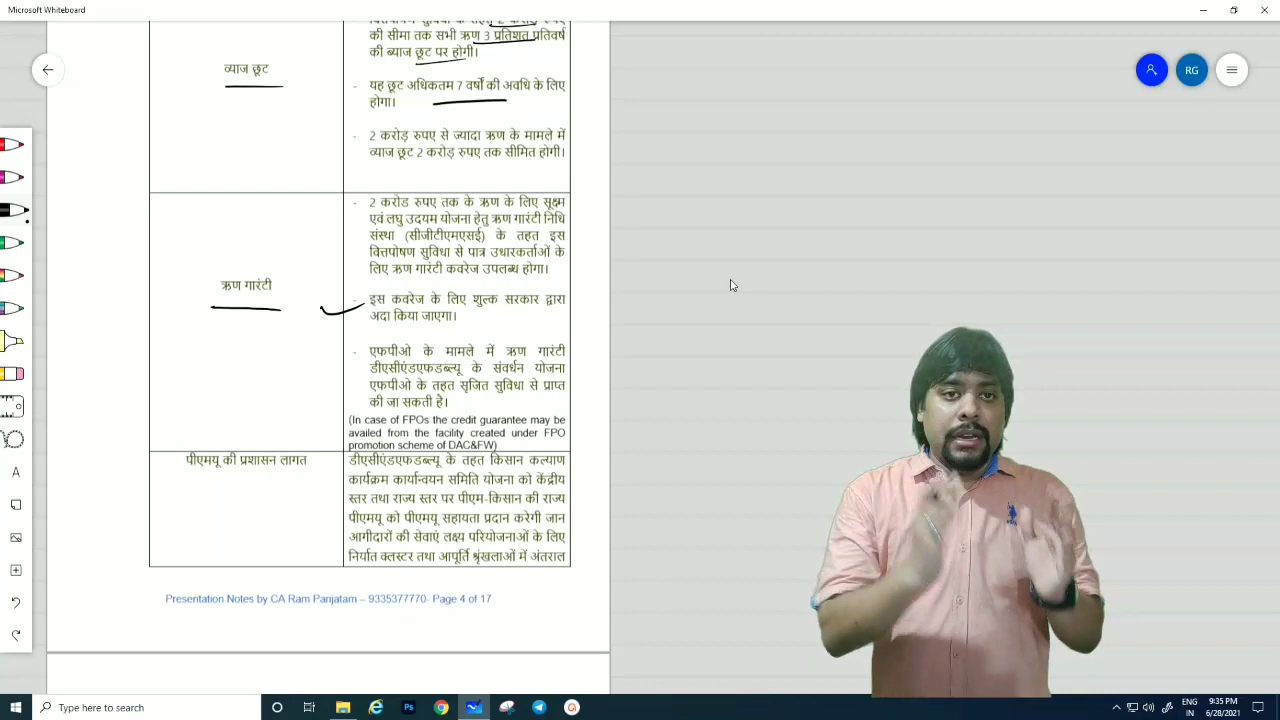 Microsoft Whiteboard
की सीमा तक सभी ऋण 3 प्रतिशत प्रतिवर्ष
की ब्याज छूट पर होगी।
व्याज छूट
- यह छूट अधिकतम 7 वर्षों की अवधि के लिए
होगा।
- 2 करोड़ रुपए से ज्यादा ऋण के मामले में
व्याज छूट 2 करोड़ रुपए तक सीमित होगी।
ऋण गारंटी
- 2 करोड रुपए तक के ऋण के लिए सूक्ष्म
एवं लघु उदयम योजना हेतु ऋण गारंटी निधि
संस्था (सीजीटीएमएसई) के तहत इस
वित्तपोषण सुविधा से पात्र उधारकर्ताओं के
लिए ऋण गारंटी कवरेज उपलब्ध होगा।
- इस कवरेज के लिए शुल्क सरकार द्वारा
अदा किया जाएगा।
- एफपीओ के मामले में ऋण गारंटी
डीएसीएंडएफडब्ल्यू के संवर्धन योजना
एफपीओ के तहत सृजित सुविधा से प्राप्त
की जा सकती है।
(In case of FPOs the credit guarantee may be
availed from the facility created under FPO
promotion scheme of DAC&FW)
पीएमयू की प्रशासन लागत
डीएसीएंडएफडब्ल्यू के तहत किसान कल्याण
कार्यक्रम कार्यान्वयन समिति योजना को केंद्रीय
स्तर तथा राज्य स्तर पर पीएम-किसान की राज्य
पीएमयू को पीएमयू सहायता प्रदान करेगी जान
आगीदारों की सेवाएं लक्ष्य परियोजनाओं के लिए
निर्यात क्लस्टर तथा आपूर्ति श्रृंखलाओं में अंतराल
Presentation Notes by CA Ram Panjatam – 9335377770- Page 4 of 17
RG
A
Type here to search
ENG
IN
9:35 PM
6/28/2021